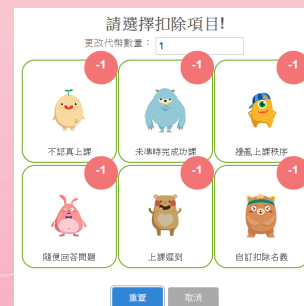 請選擇扣除項目!
更改代幣數量： 1
-1 -1 -1
不認真上課 未準時完成功課 擾亂上課秩序
-1 -1 -1
隨便回答問題 上課遲到 自訂扣除名義
重置 取消